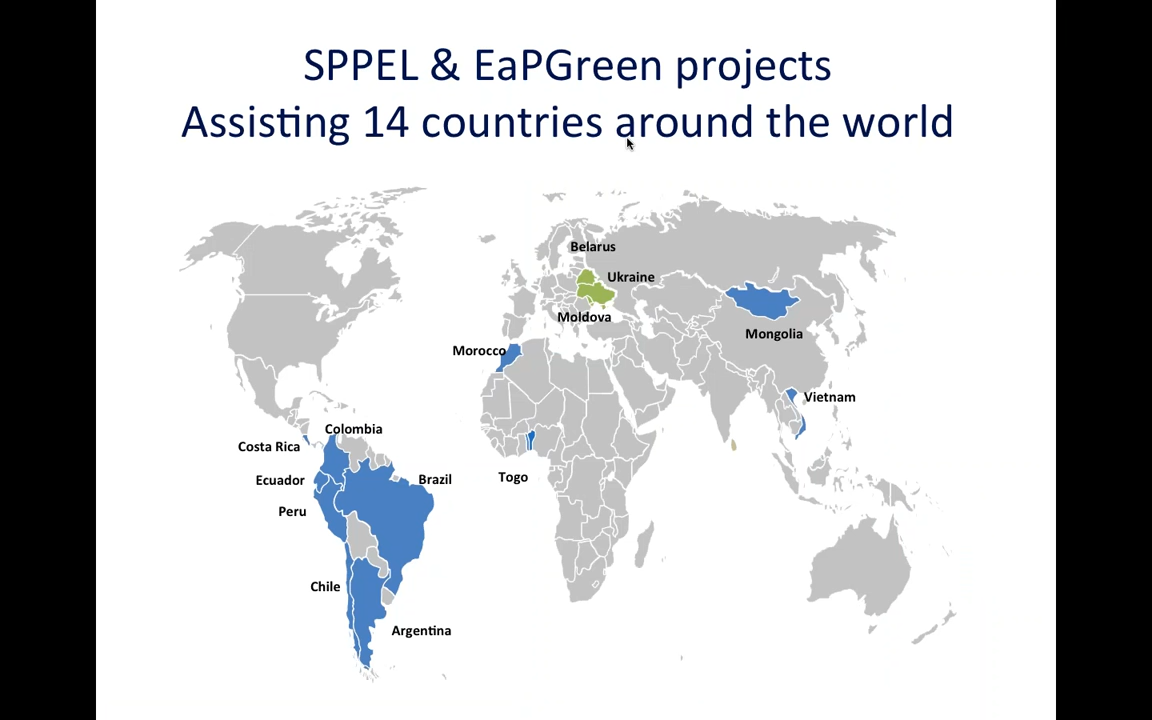 SPPEL & EaPGreen projects
Assisting 14 countries around the world
Belarus
Ukraine
Moldova
Mongolia
Morocco
Vietnam
Colombia
Costa Rica
Ecuador
Brazil
Togo
Peru
Chile
Argentina